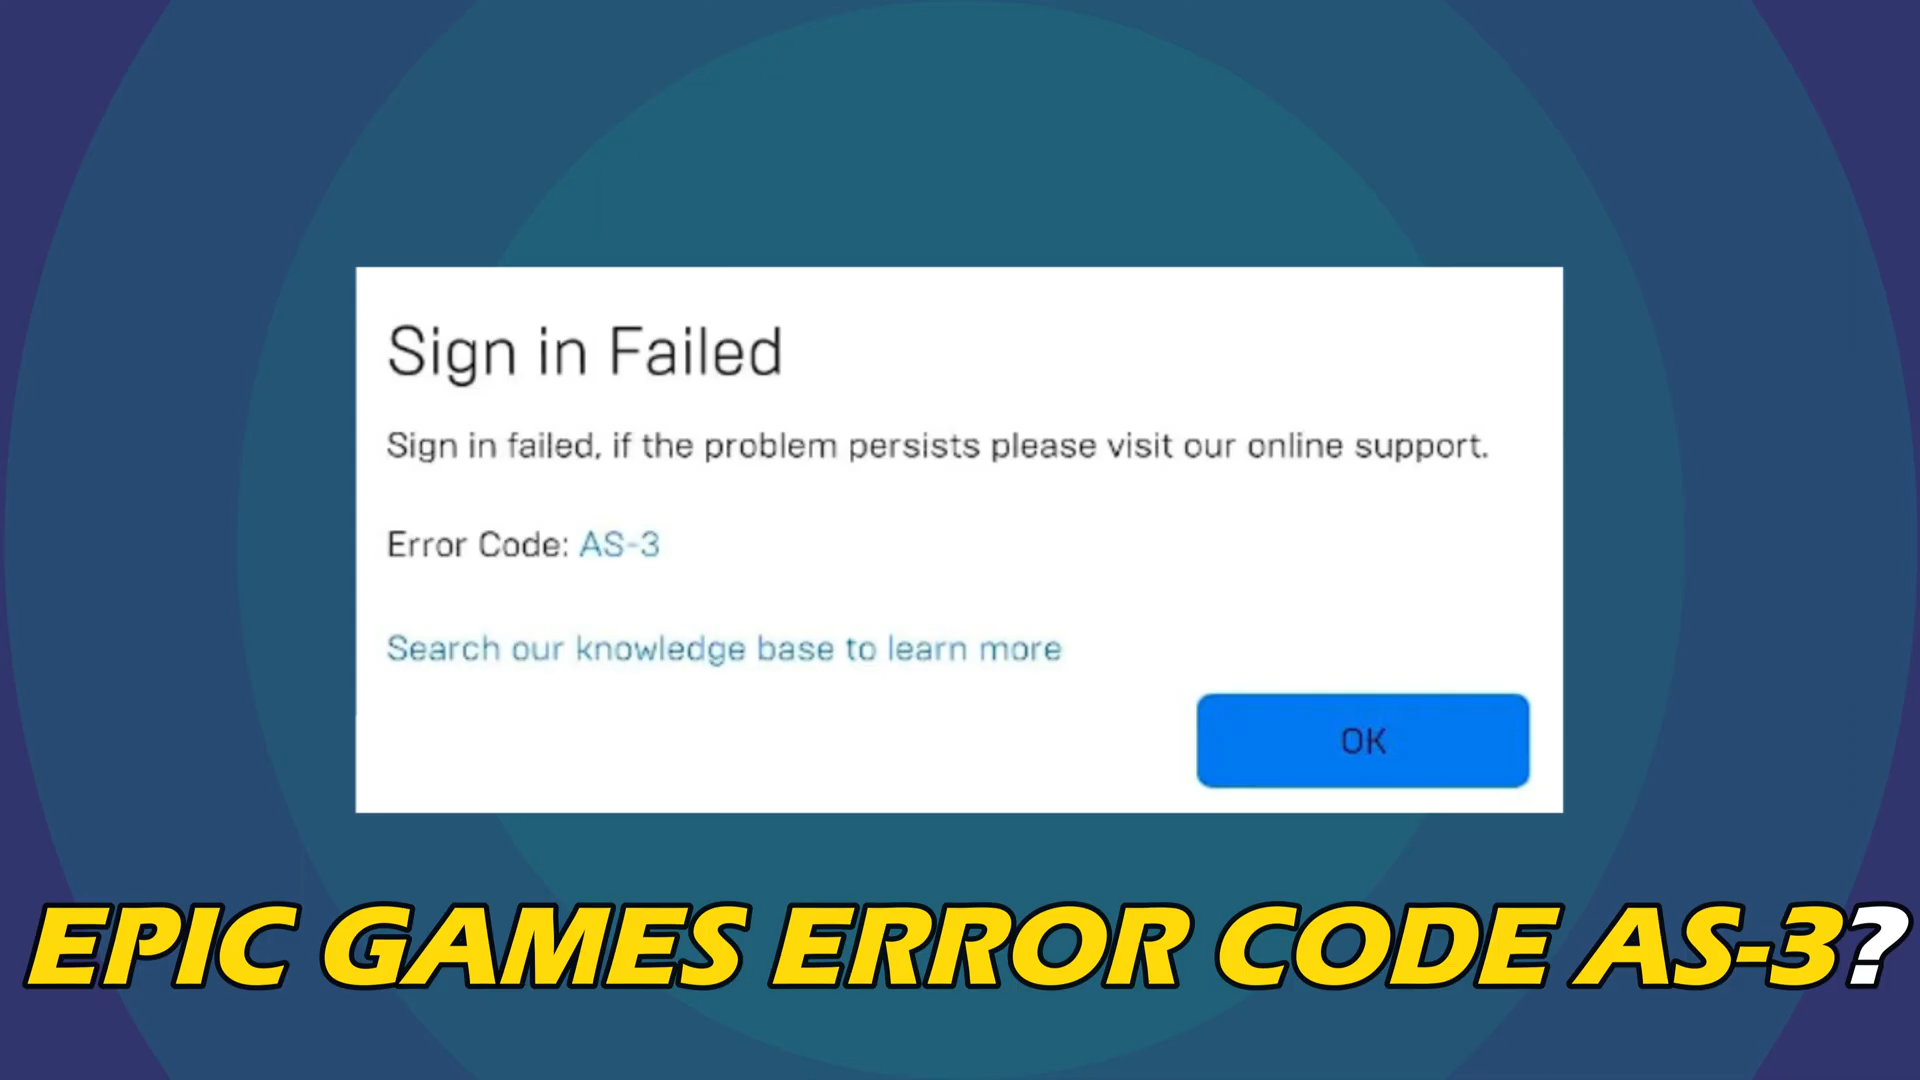 Sign in Failed
Sign in failed, if the problem persists please visit our online support.
Error Code: AS-3
Search our knowledge base to learn more
OK
EPIC GAMES ERROR CODE AS-3?